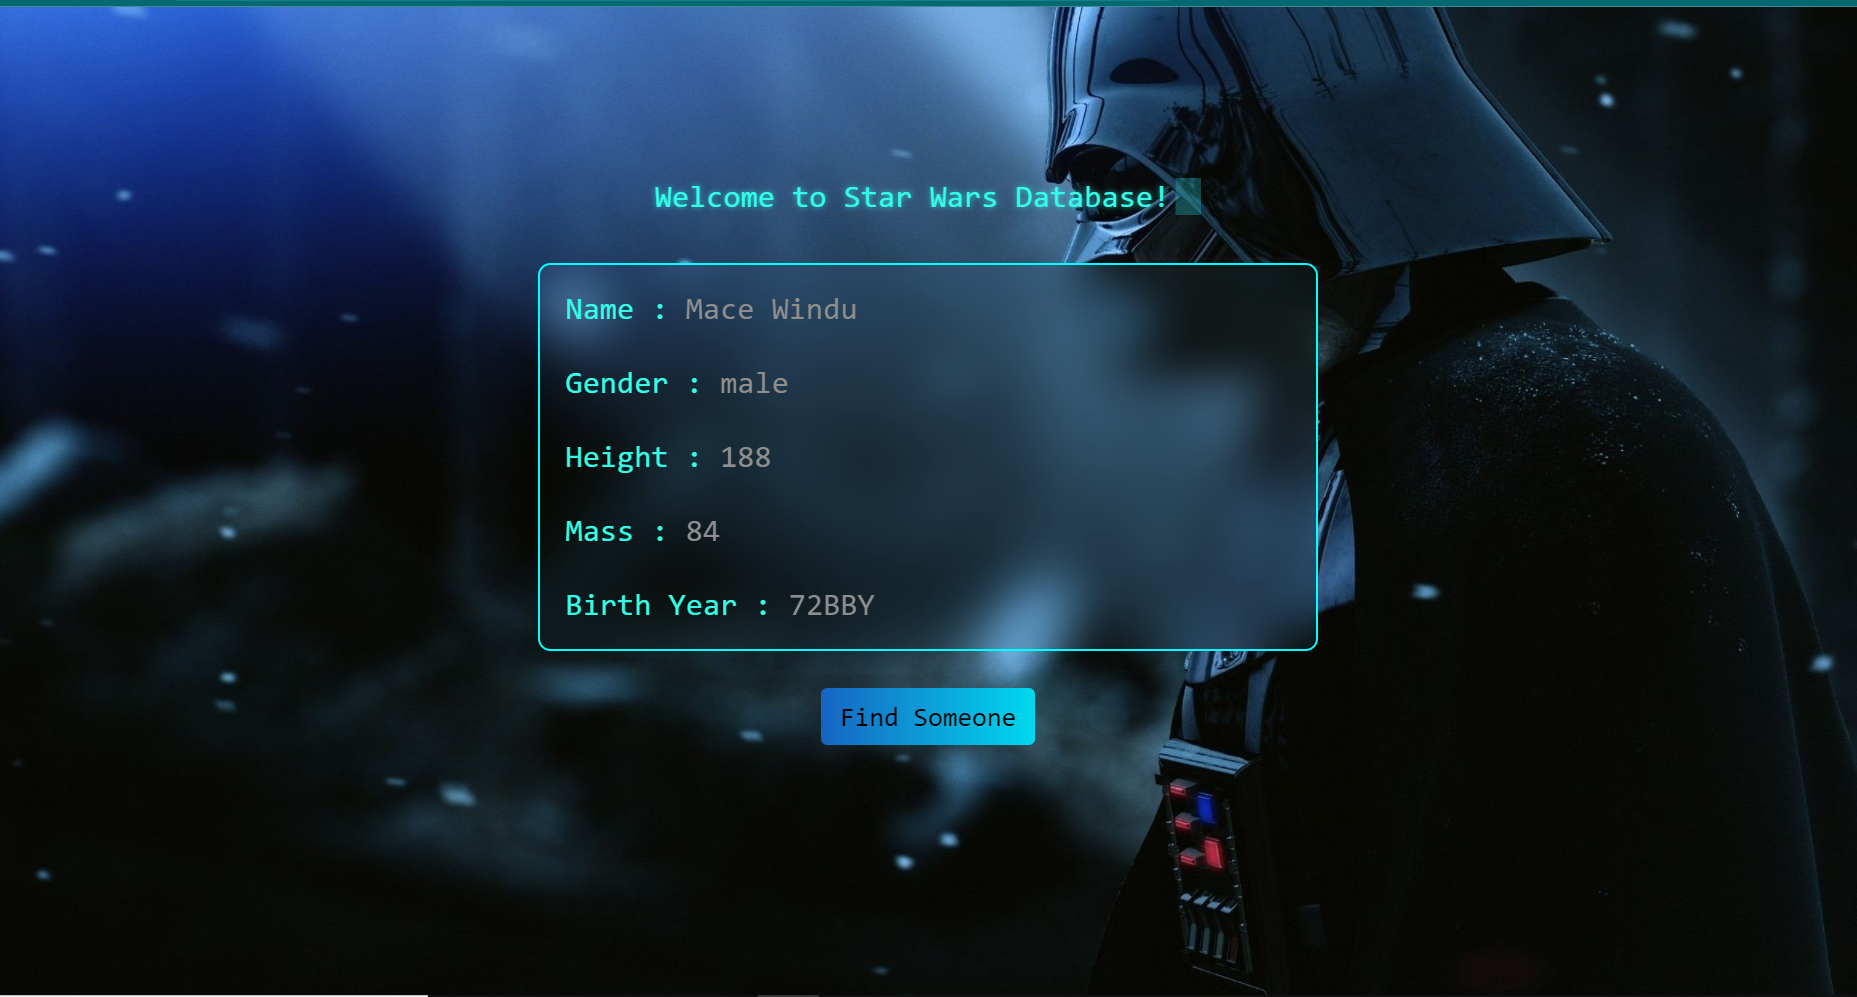 Welcome to Star Wars Database!
Name : Mace Windu
Gender : male
Height : 188
Mass : 84
Birth Year : 72BBY
Find Someone